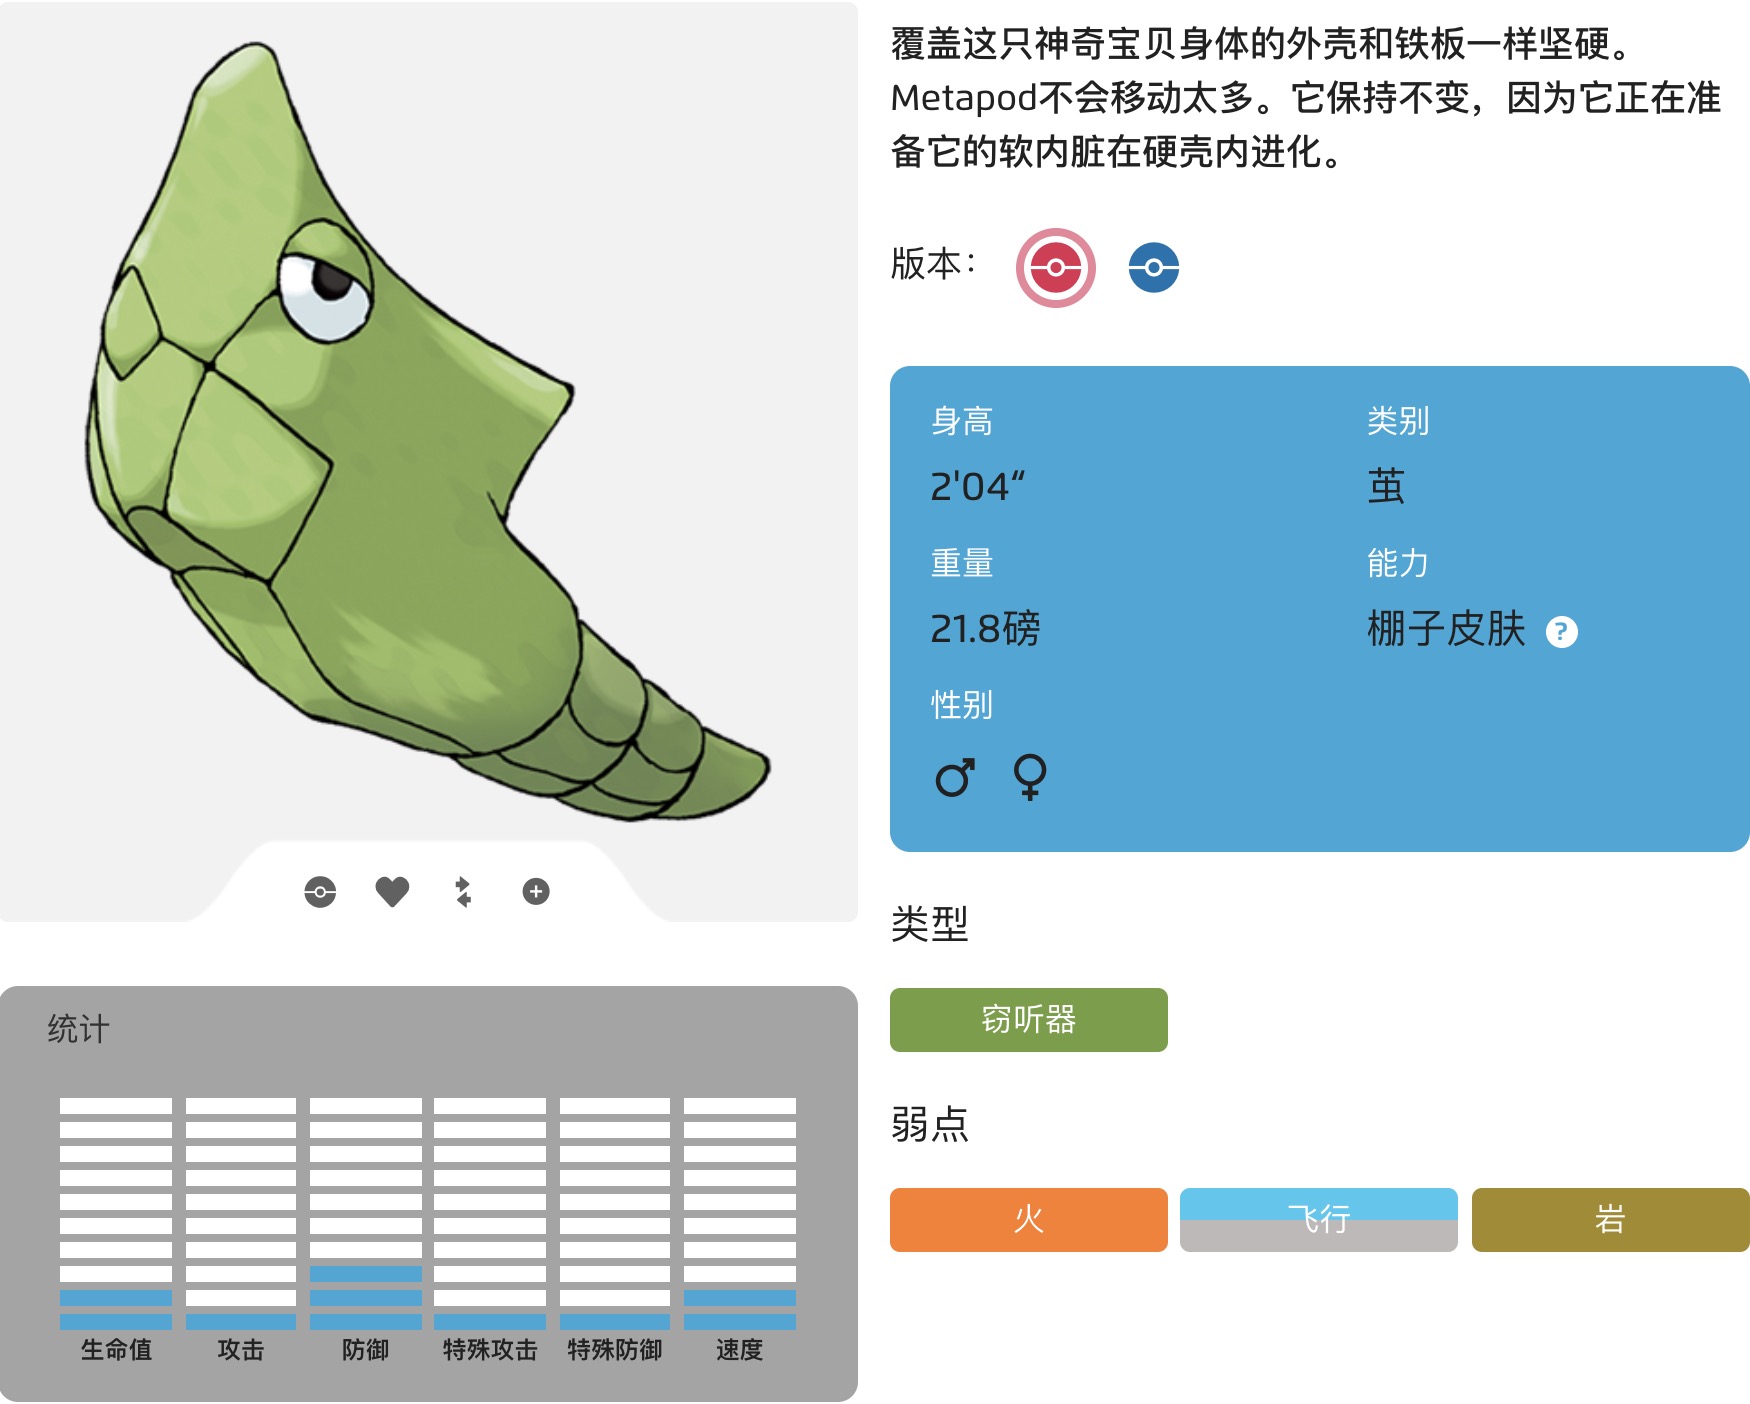 覆盖这只神奇宝贝身体的外壳和铁板一样坚硬。
Metapod不会移动太多。它保持不变，因为它正在准
备它的软内脏在硬壳内进化。
版本：
身高
类别
2'04“
茧
重量
能力
21.8磅
棚子皮肤 ?
性别
♂ ♀
类型
窃听器
弱点
火 飞行 岩
统计
生命值 攻击 防御 特殊攻击 特殊防御 速度